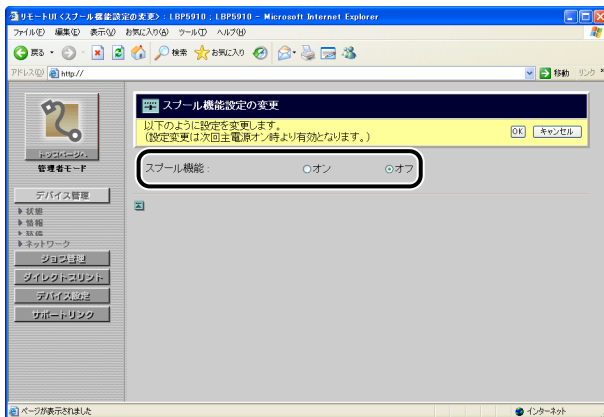 リモートUI <スプール機能設定の変更> : LBP5910 ; LBP5910 - Microsoft Internet Explorer
ファイル(F) 編集(E) 表示(V) お気に入り(A) ツール(T) ヘルプ(H)
戻る 検索 お気に入り
アドレス(D) http:// 移動 リンク
スプール機能設定の変更
以下のように設定を変更します。
(設定変更は次回主電源オン時より有効となります。)
OK キャンセル
トップページへ
管理者モード
スプール機能 : オン オフ
デバイス管理
状態
情報
装備
ネットワーク
ジョブ管理
ダイレクトプリント
デバイス設定
サポートリンク
ページが表示されました インターネット